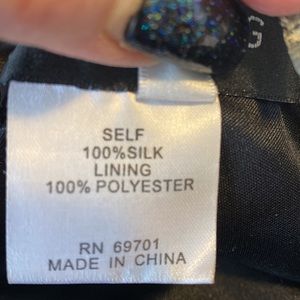 G
SELF
100%SILK
LINING
100% POLYESTER
RN 69701
MADE IN CHINA